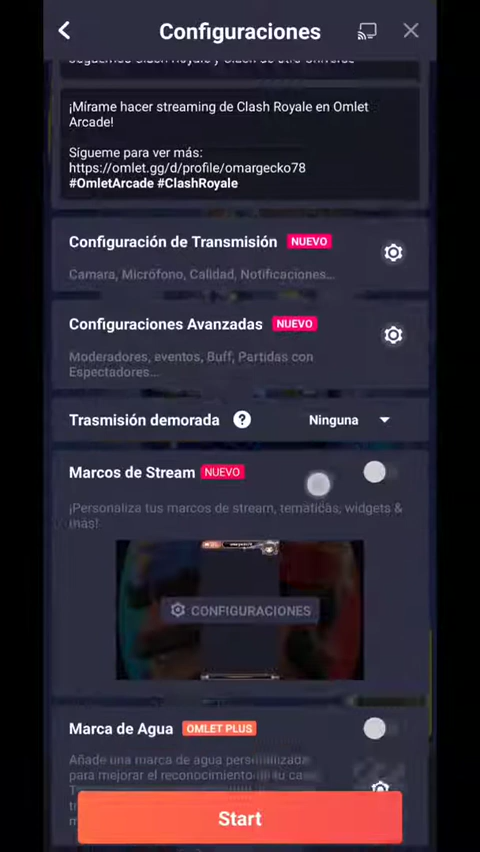 Configuraciones
¡Mírame hacer streaming de Clash Royale en Omlet
Arcade!
Sígueme para ver más:
https://omlet.gg/d/profile/omargecko78
#OmletArcade #ClashRoyale
Configuración de Transmisión NUEVO
Camara, Micrófono, Calidad, Notificaciones...
Configuraciones Avanzadas NUEVO
Moderadores, eventos, Buff, Partidas con
Espectadores...
Trasmisión demorada ? Ninguna
Marcos de Stream NUEVO
¡Personaliza tus marcos de stream, tematicas, widgets &
más!
CONFIGURACIONES
Marca de Agua OMLET PLUS
Añade una marca de agua personalizada
para mejorar el reconocimiento de tu
Start